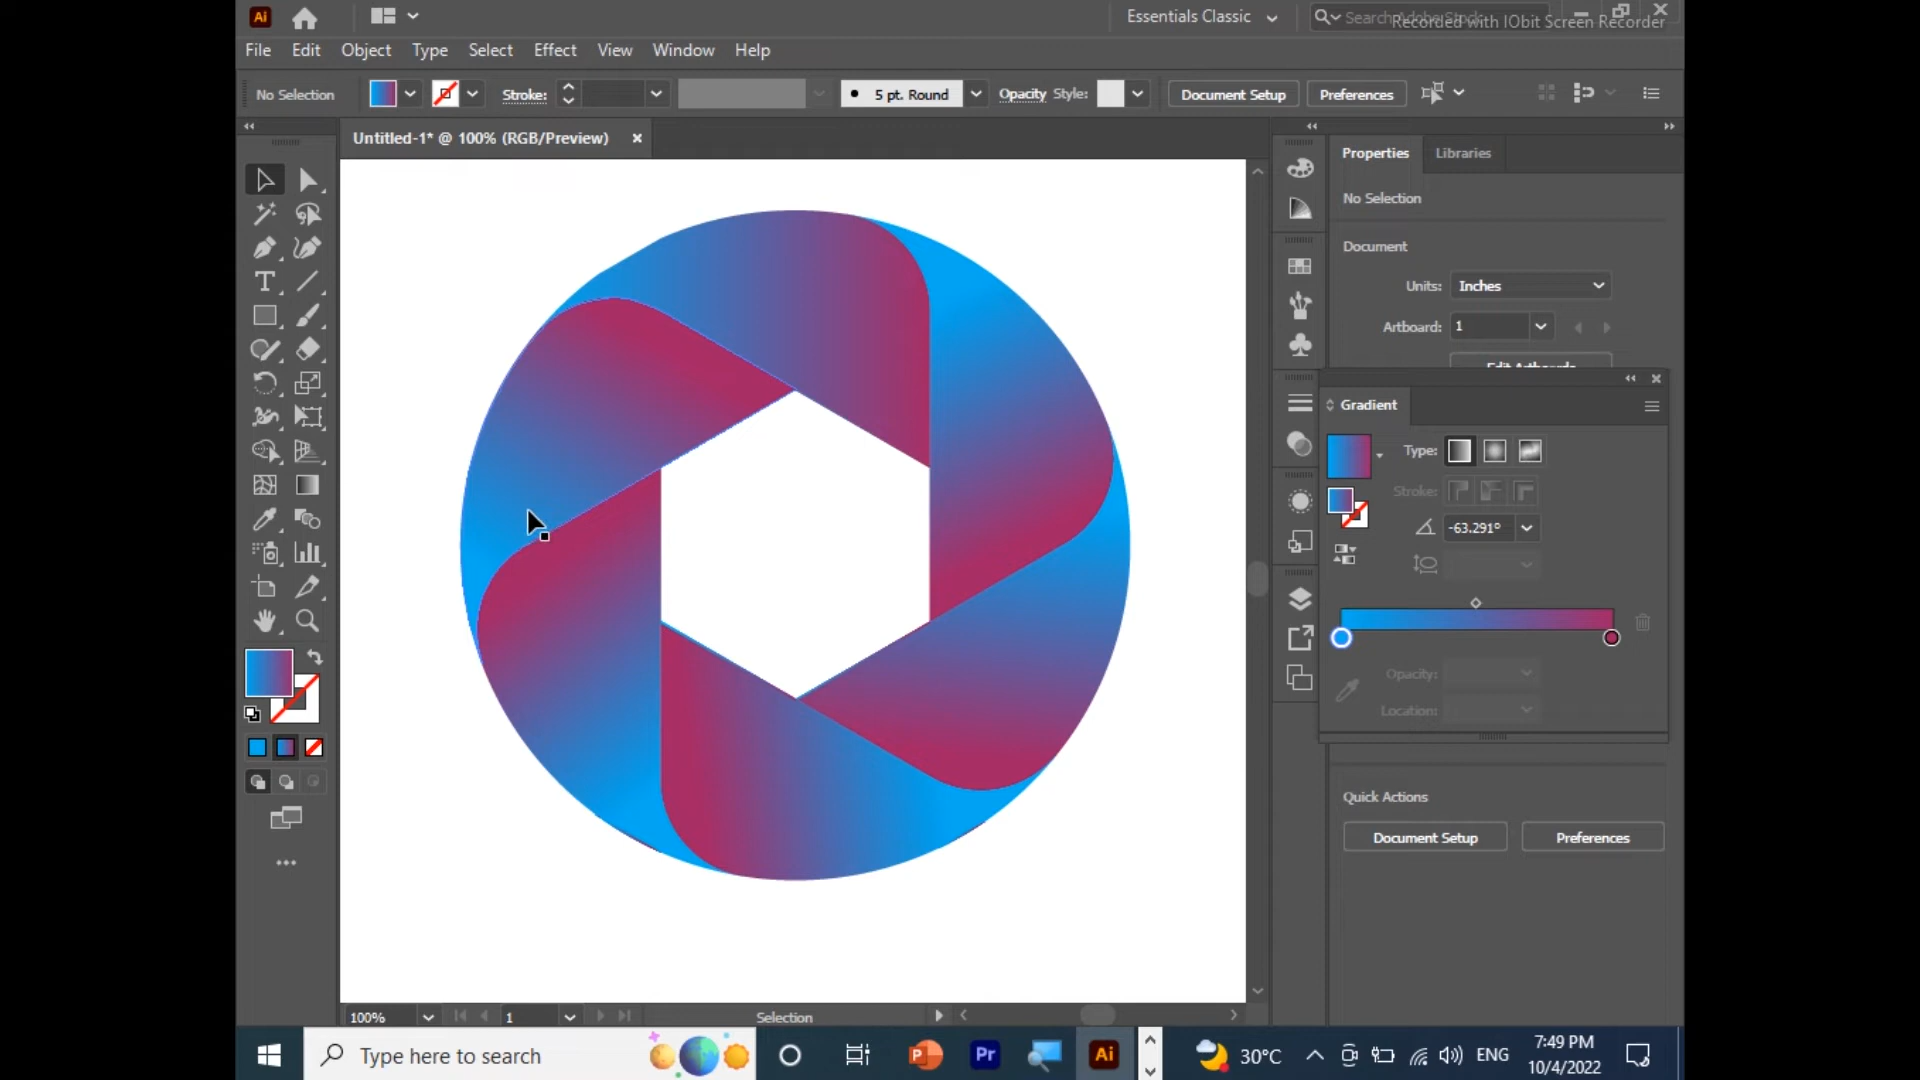 Ai
Essentials Classic
Search Adobe Stock
Recorded with IObit Screen Recorder
File Edit Object Type Select Effect View Window Help
No Selection
Stroke:
5 pt. Round
Opacity Style:
Document Setup
Preferences
Untitled-1* @ 100% (RGB/Preview)
Properties
Libraries
No Selection
Document
Units: Inches
Artboard: 1
Edit Artboards
Gradient
Type:
Stroke:
-63.291°
Opacity:
Location:
Quick Actions
Document Setup
Preferences
100%
1
Selection
Type here to search
P
Pr
Ai
30°C
ENG
7:49 PM
10/4/2022